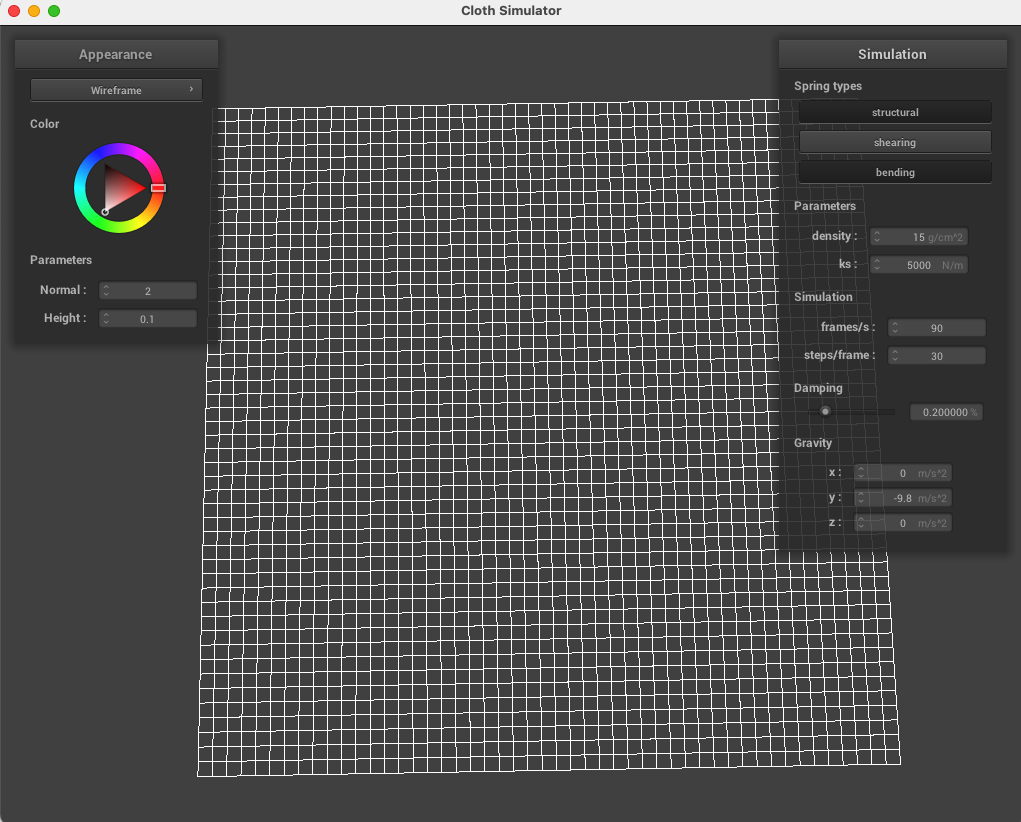 Cloth Simulator
Appearance
Wireframe
Color
Parameters
Normal : 2
Height : 0.1
Simulation
Spring types
structural
shearing
bending
Parameters
density : 15 g/cm^2
ks : 5000 N/m
Simulation
frames/s : 90
steps/frame : 30
Damping
0.200000 %
Gravity
x : 0 m/s^2
y : -9.8 m/s^2
z : 0 m/s^2